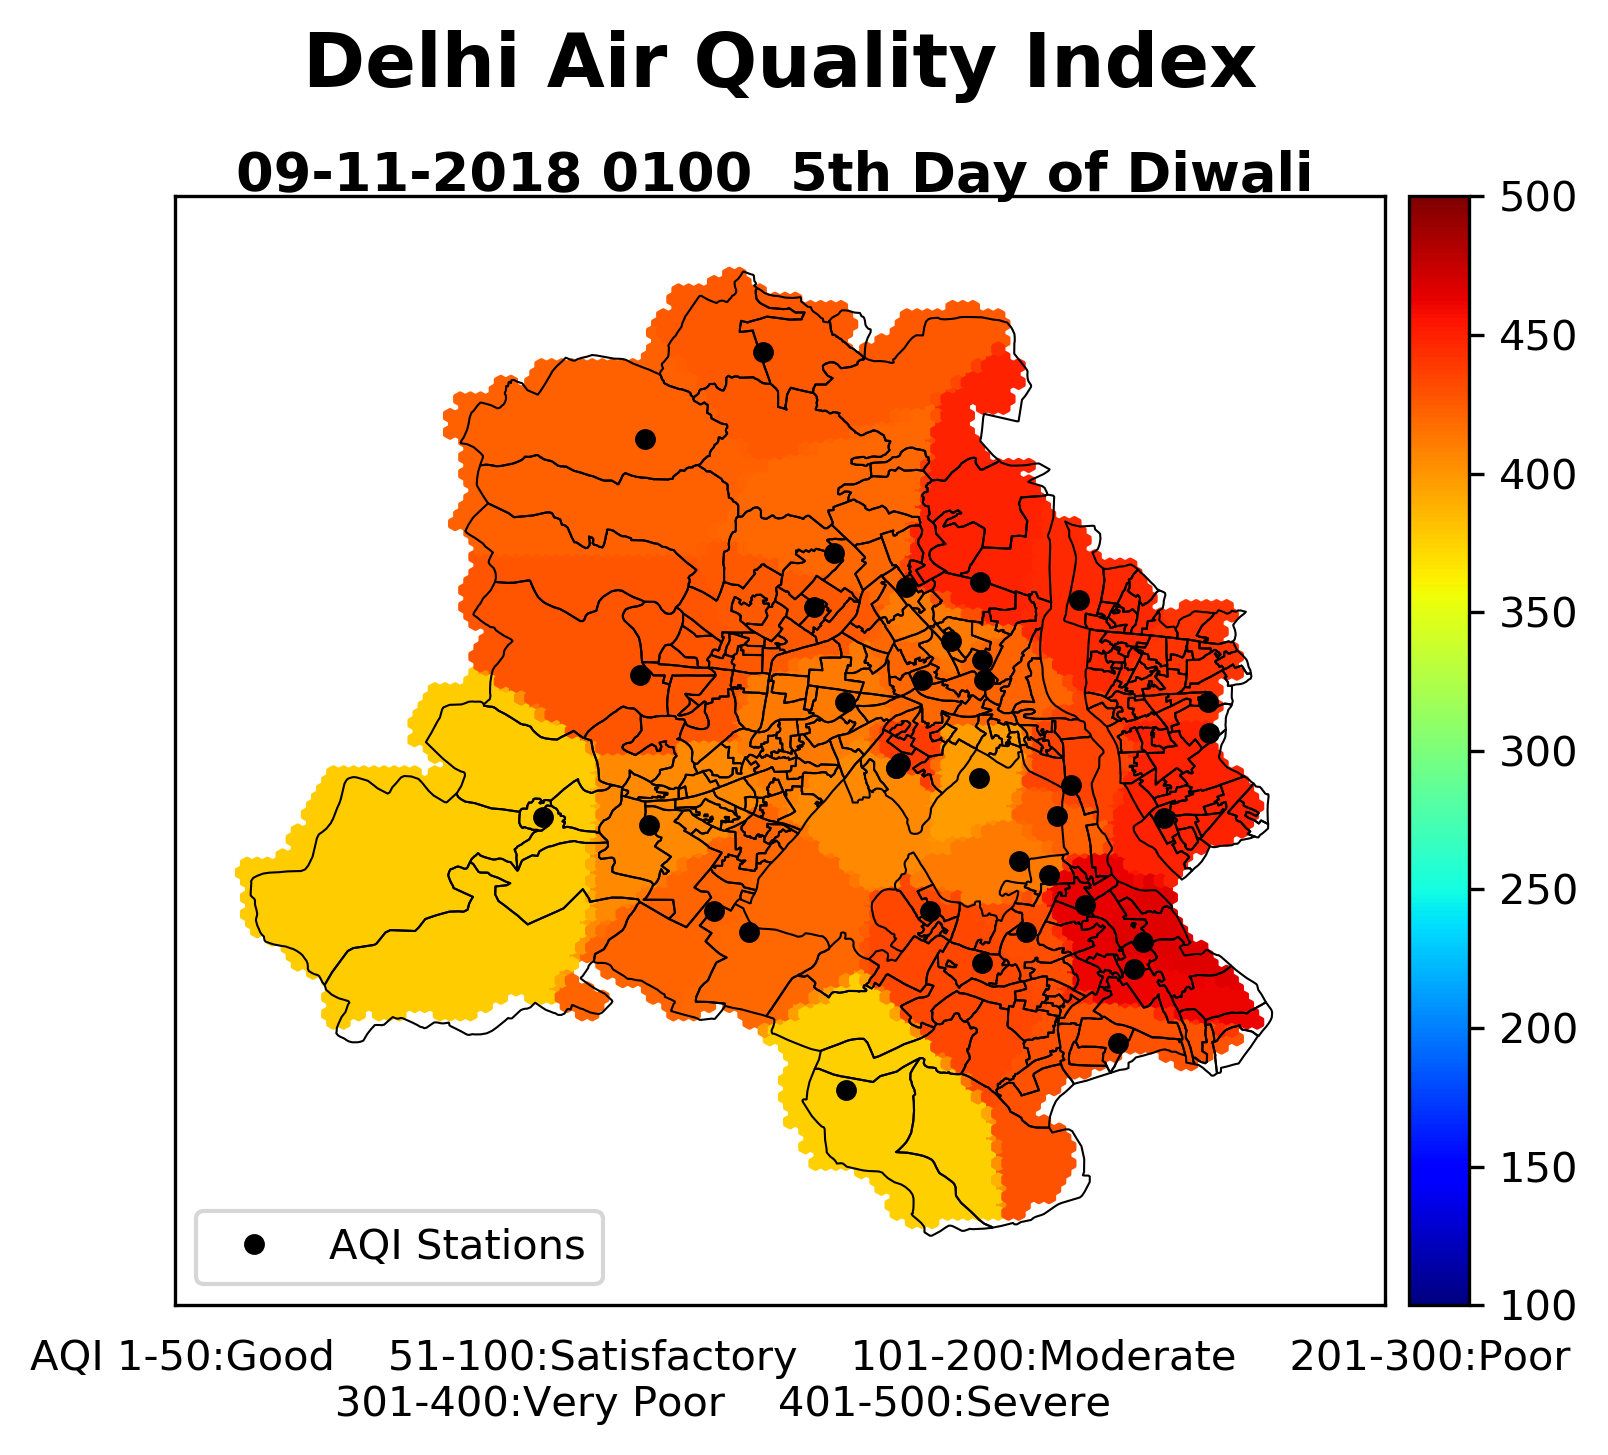 Delhi Air Quality Index
09-11-2018 0100  5th Day of Diwali
500
450
400
350
300
250
200
150
100
AQI Stations
AQI 1-50:Good    51-100:Satisfactory    101-200:Moderate    201-300:Poor
301-400:Very Poor    401-500:Severe